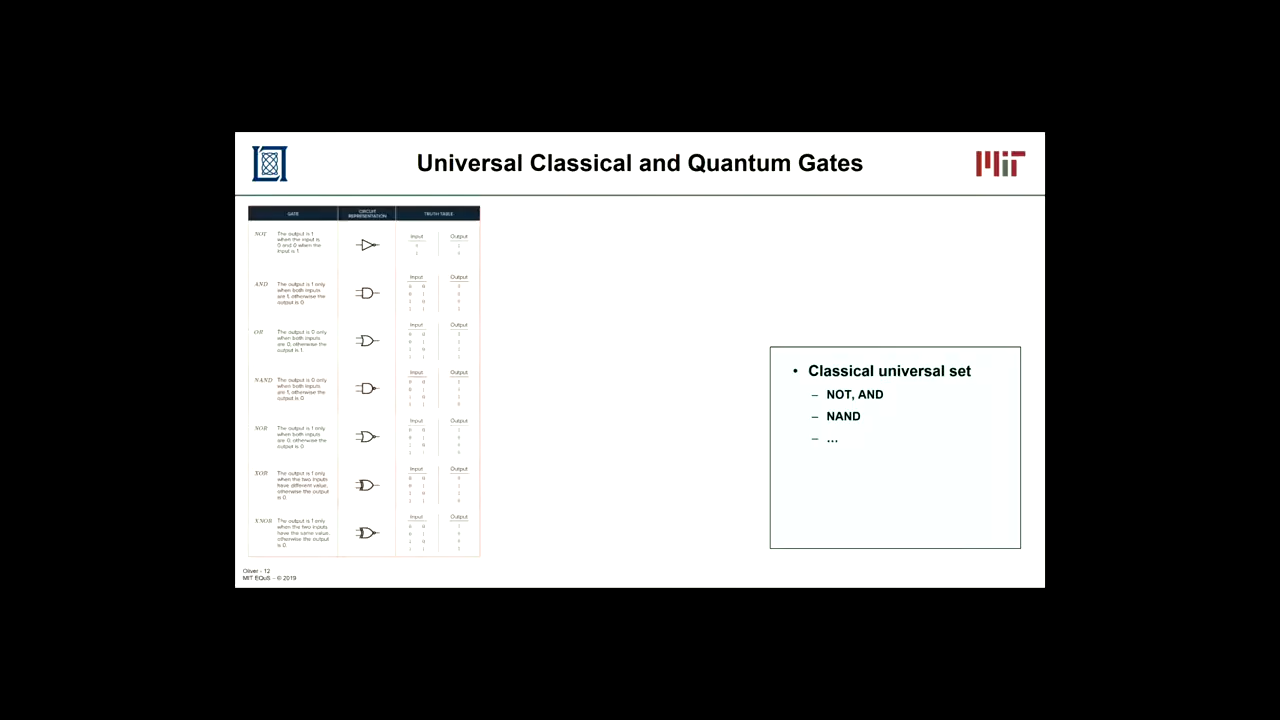 Universal Classical and Quantum Gates
MIT
GATE
CIRCUIT
REPRESENTATION
TRUTH TABLE
NOT
The output is 1
when the input is
0 and 0 when the
input is 1
Input Output
AND
The output is 1 only
when both inputs
are 1, otherwise the
output is 0
Input Output
OR
The output is 0 only
when both inputs
are 0, otherwise the
output is 1
Input Output
NAND
The output is 0 only
when both inputs
are 1, otherwise the
output is 0
Input Output
NOR
The output is 1 only
when both inputs
are 0, otherwise the
output is 0
Input Output
XOR
The output is 1 only
when the two inputs
have different value,
otherwise the output
is 0.
Input Output
XNOR
The output is 1 only
when the two inputs
have the same value,
otherwise the output
is 0.
Input Output
• Classical universal set
– NOT, AND
– NAND
– ...
Oliver - 12
MIT EQuS - © 2019